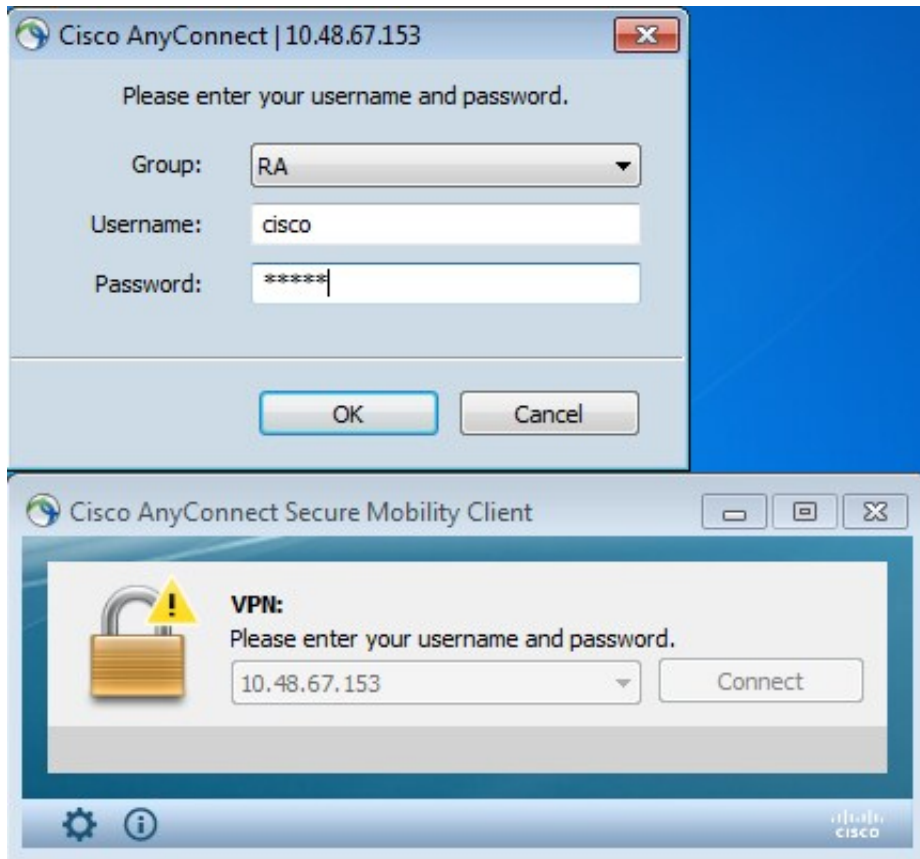 Cisco AnyConnect | 10.48.67.153
Please enter your username and password.
Group: RA
Username: cisco
Password: *****
OK Cancel
Cisco AnyConnect Secure Mobility Client
VPN:
Please enter your username and password.
10.48.67.153 Connect
CISCO